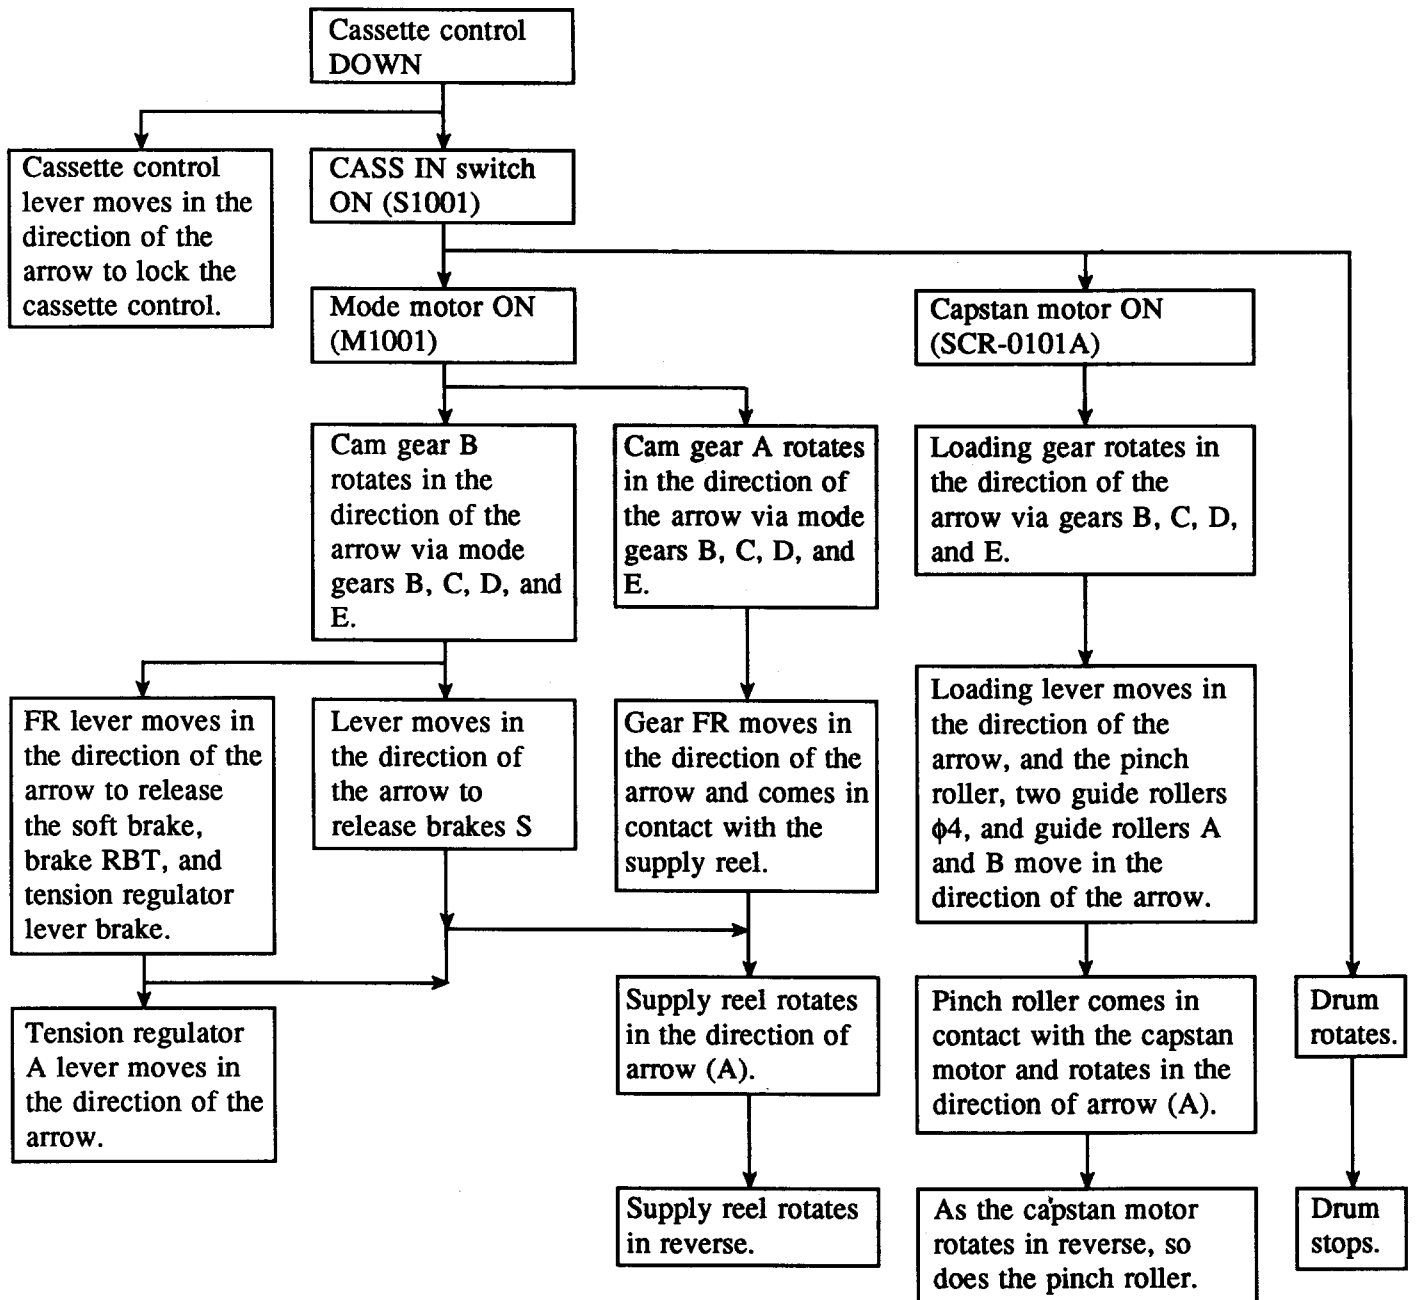 Cassette control
DOWN
Cassette control
lever moves in the
direction of the
arrow to lock the
cassette control.
CASS IN switch
ON (S1001)
Mode motor ON
(M1001)
Capstan motor ON
(SCR-0101A)
Cam gear B
rotates in the
direction of the
arrow via mode
gears B, C, D, and
E.
Cam gear A rotates
in the direction of
the arrow via mode
gears B, C, D, and
E.
Loading gear rotates in
the direction of the
arrow via gears B, C, D,
and E.
FR lever moves in
the direction of the
arrow to release
the soft brake,
brake RBT, and
tension regulator
lever brake.
Lever moves in
the direction of
the arrow to
release brakes S
Gear FR moves in
the direction of the
arrow and comes in
contact with the
supply reel.
Loading lever moves in
the direction of the
arrow, and the pinch
roller, two guide rollers
ϕ4, and guide rollers A
and B move in the
direction of the arrow.
Tension regulator
A lever moves in
the direction of the
arrow.
Supply reel rotates
in the direction of
arrow (A).
Pinch roller comes in
contact with the capstan
motor and rotates in the
direction of arrow (A).
Drum
rotates.
Supply reel rotates
in reverse.
As the capstan motor
rotates in reverse, so
does the pinch roller.
Drum
stops.